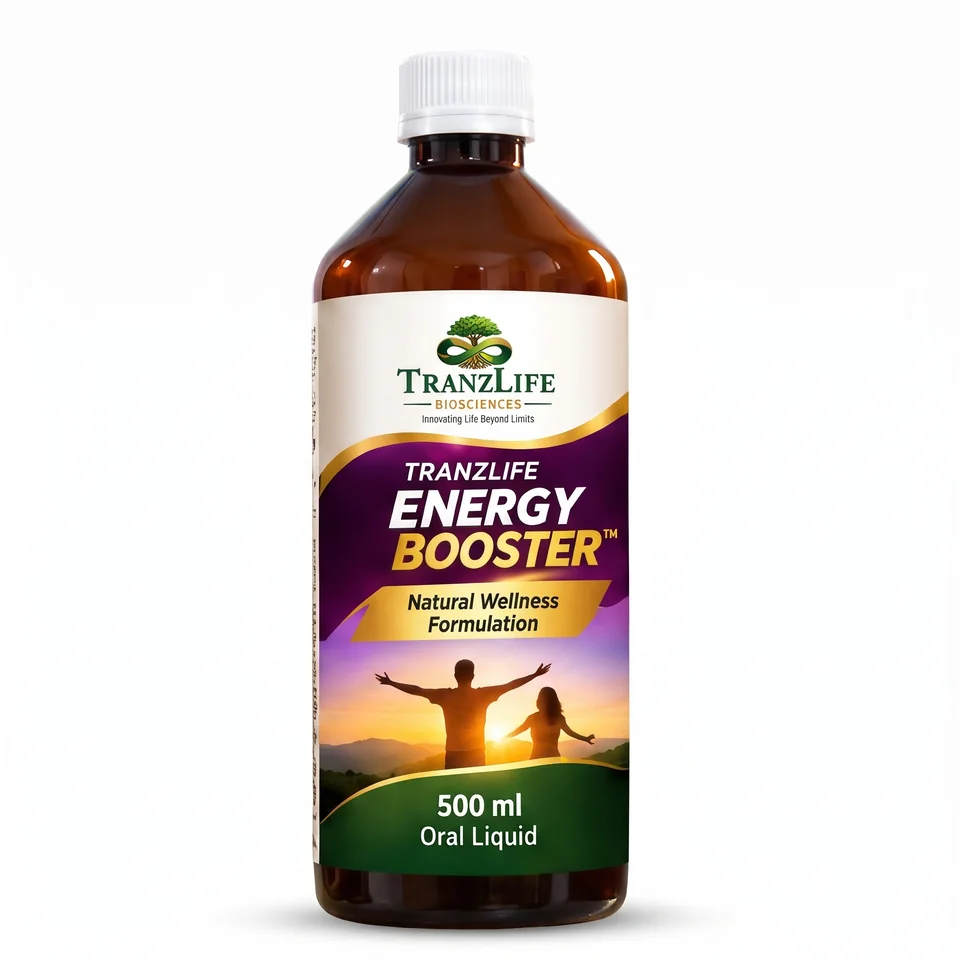 TRANZLIFE
BIOSCIENCES
Innovating Life Beyond Limits
TRANZLIFE
ENERGY
BOOSTER™
Natural Wellness
Formulation
500 ml
Oral Liquid